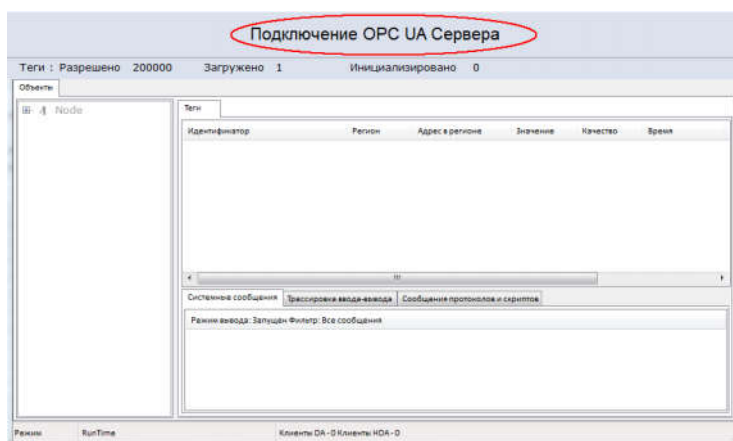 Подключение OPC UA Сервера
Теги : Разрешено 200000 Загружено 1 Инициализировано 0
Объекты
Node
Теги
Идентификатор Регион Адрес в регионе Значение Качество Время
Системные сообщения Трассировка ввода-вывода Сообщения протоколов и скриптов
Режим вывода: Запущен Фильтр: Все сообщения
Режим RunTime Клиенты DA - 0 Клиенты HDA - 0